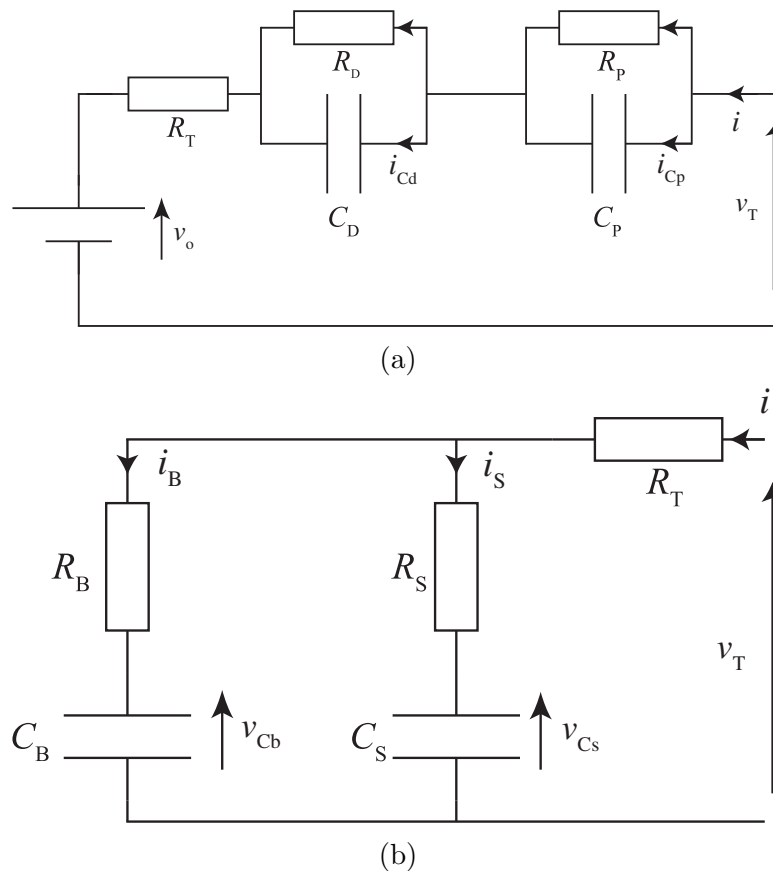 R_D
R_P
R_T
i
i_Cd
i_Cp
v_T
v_o
C_D
C_P
(a)
i
i_B
i_S
R_T
R_B
R_S
v_T
C_B
v_Cb
C_S
v_Cs
(b)